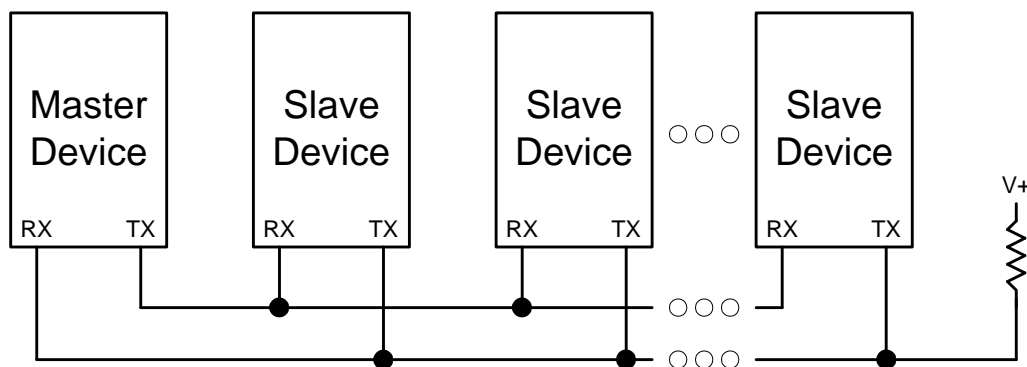 Master
Device
Slave
Device
Slave
Device
Slave
Device
RX TX
RX TX
RX TX
RX TX
V+